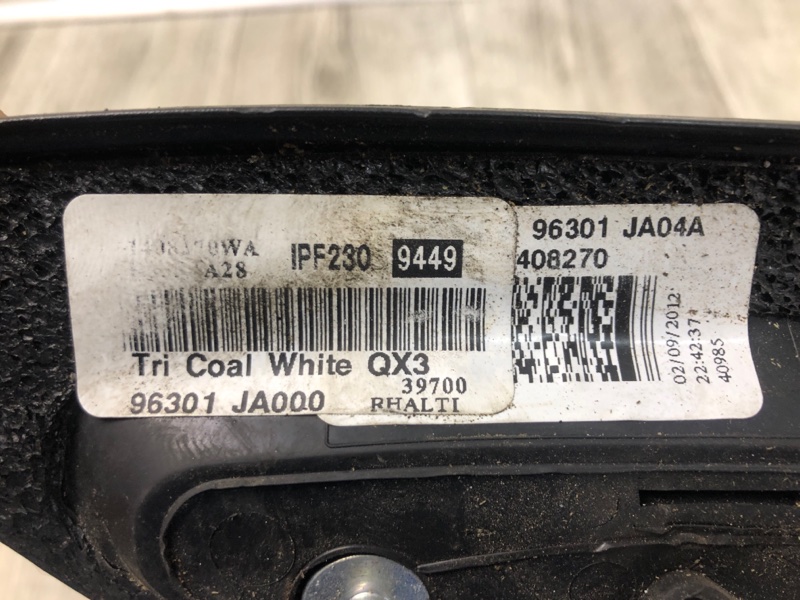 A28
IPF230 9449
Tri Coal White QX3
39700
96301 JA000
RHALTI
96301 JA04A
408270
02/09/2012
22:42:37
40985